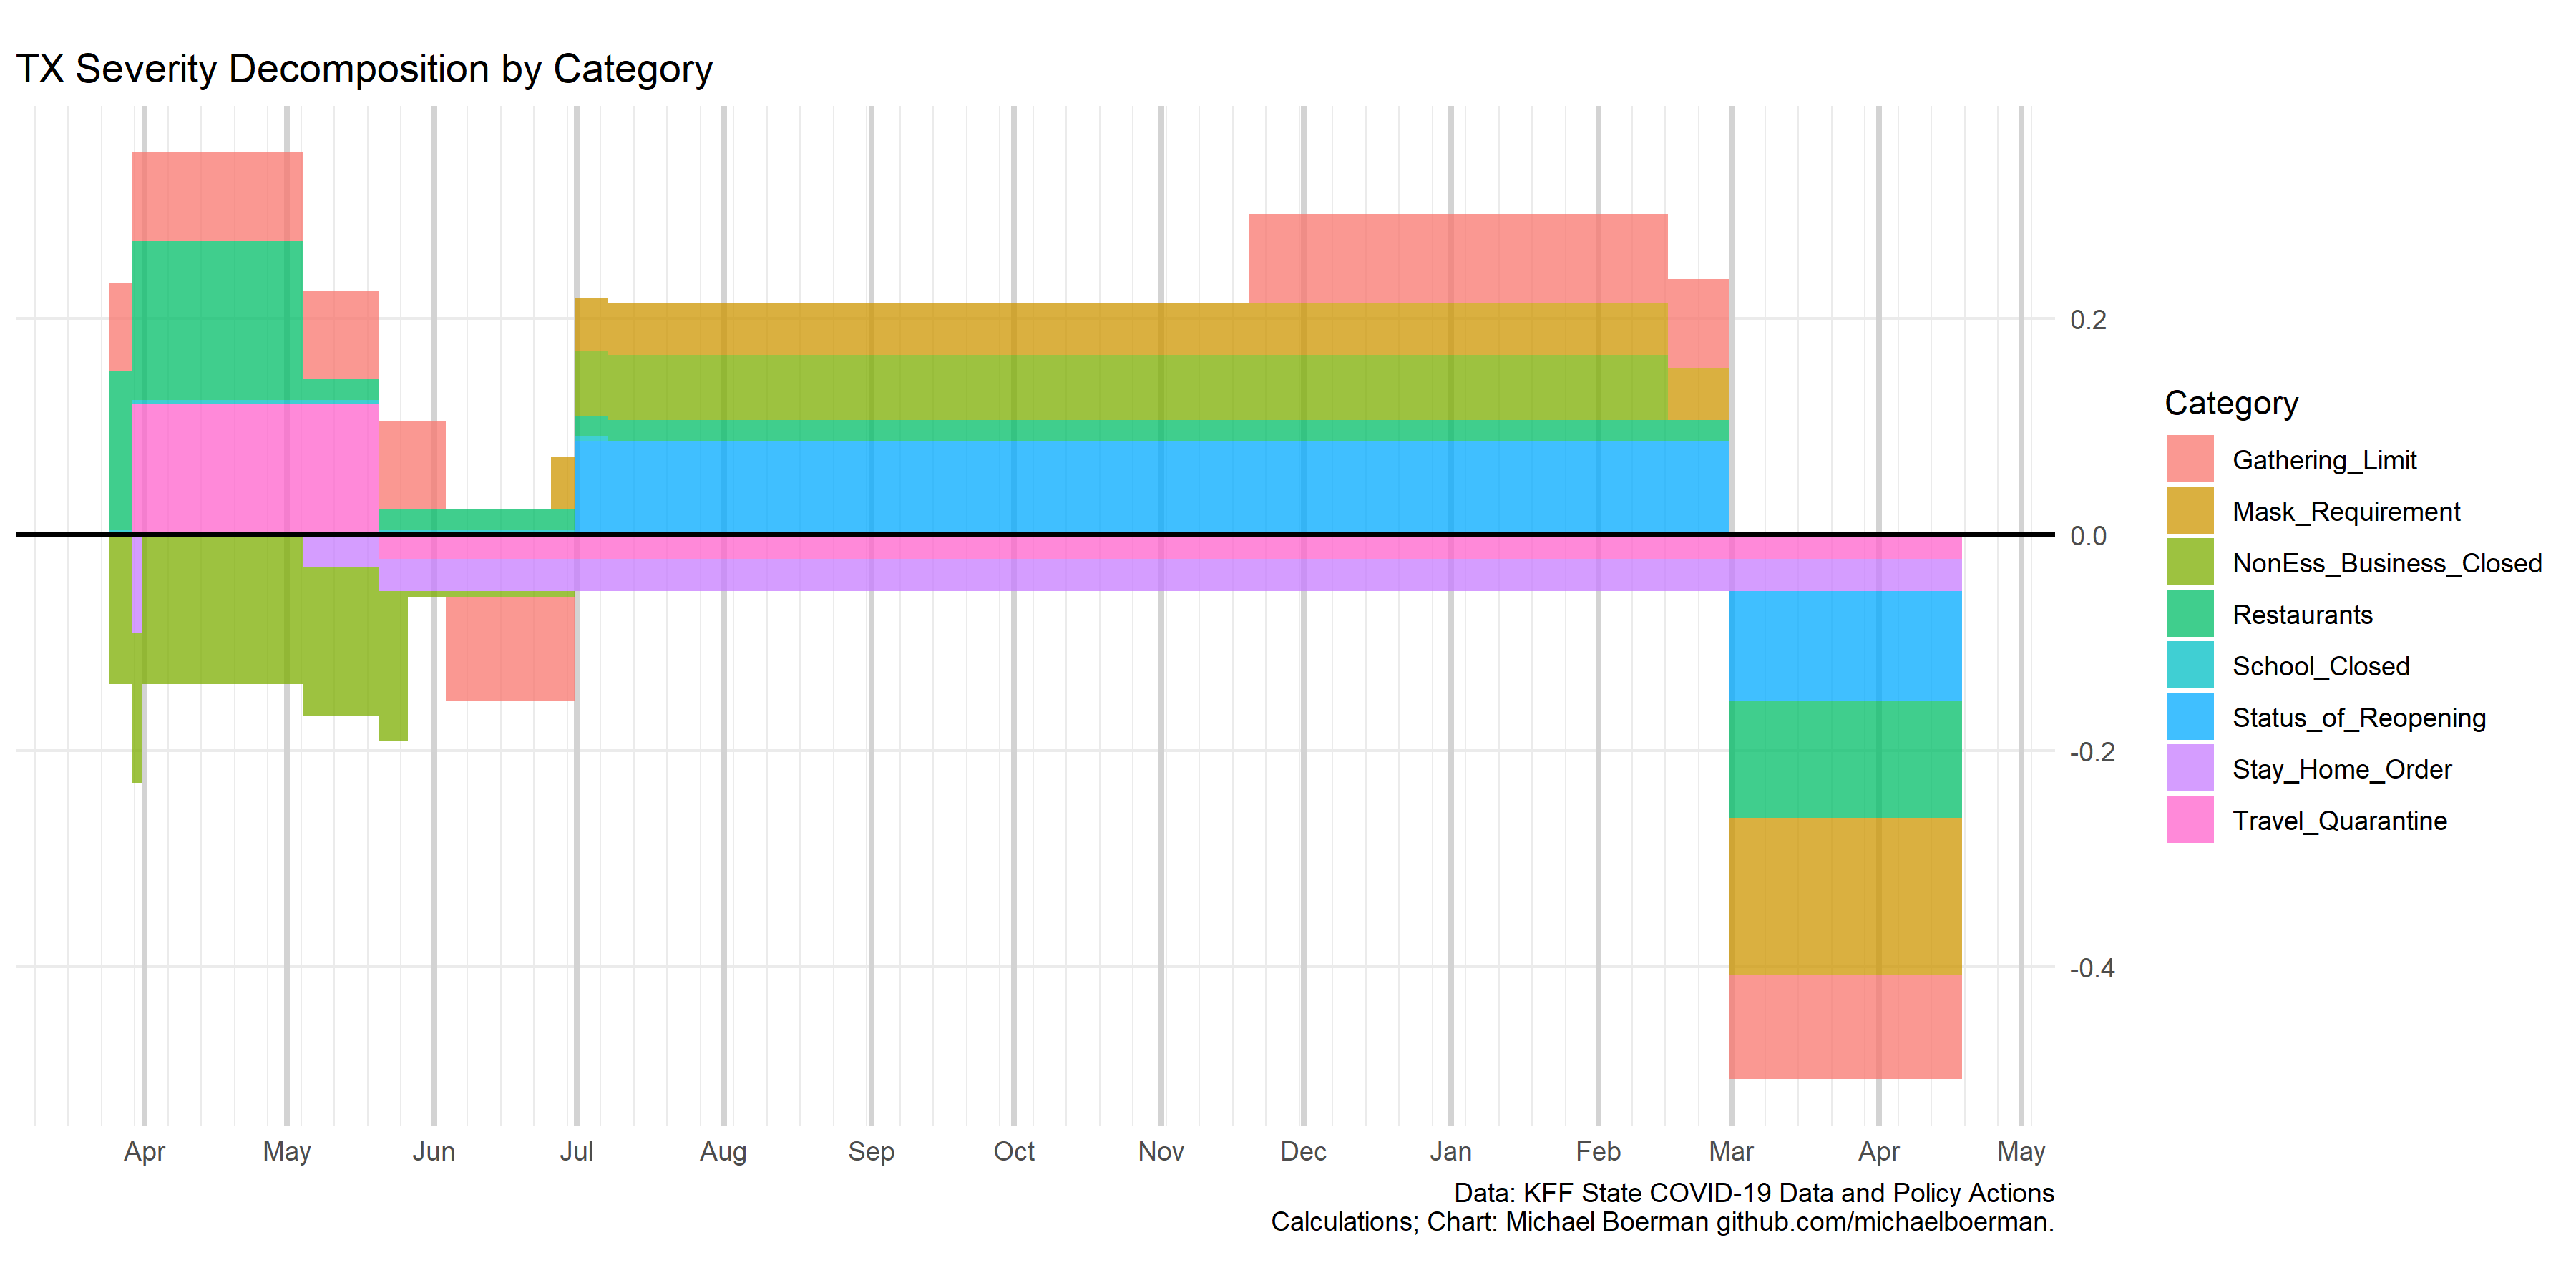 TX Severity Decomposition by Category
0.2
0.0
-0.2
-0.4
Apr May Jun Jul Aug Sep Oct Nov Dec Jan Feb Mar Apr May
Category
Gathering_Limit
Mask_Requirement
NonEss_Business_Closed
Restaurants
School_Closed
Status_of_Reopening
Stay_Home_Order
Travel_Quarantine
Data: KFF State COVID-19 Data and Policy Actions
Calculations; Chart: Michael Boerman github.com/michaelboerman.